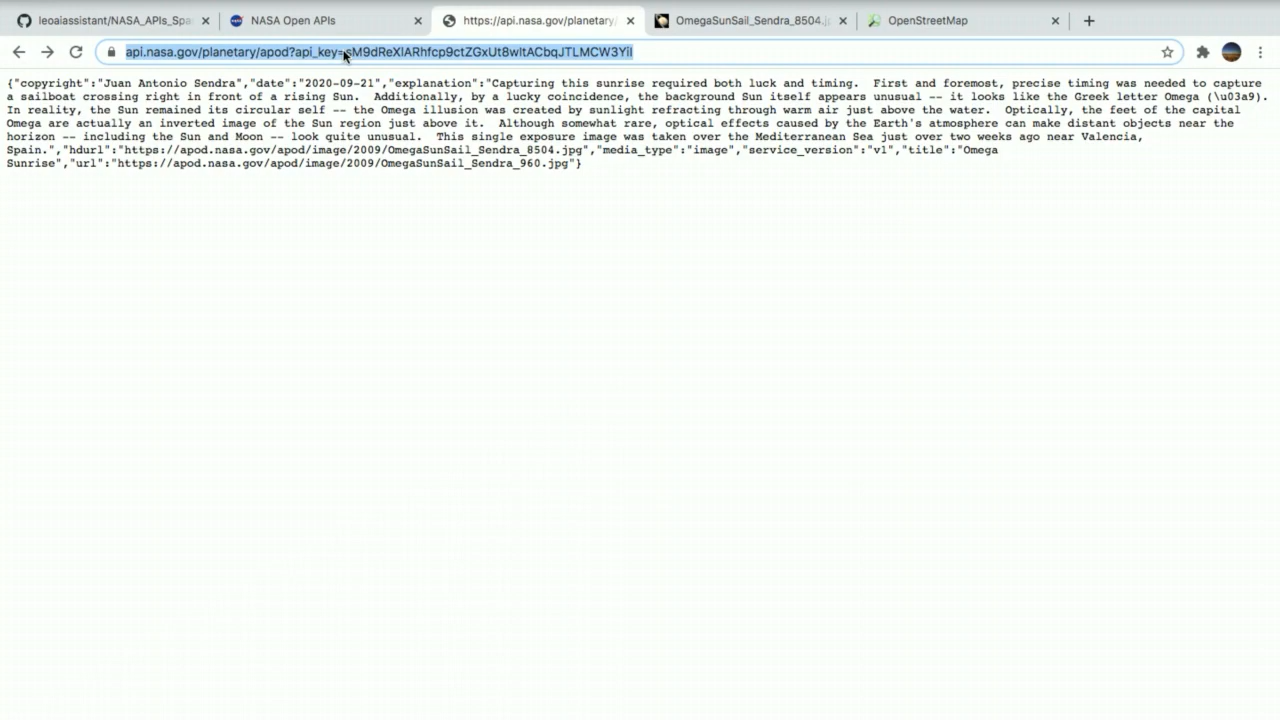 leoaiassistant/NASA_APIs_Spa
NASA Open APIs
https://api.nasa.gov/planetary/
OmegaSunSail_Sendra_8504.j
OpenStreetMap
api.nasa.gov/planetary/apod?api_key=sM9dReXlARhfcp9ctZGxUt8wltACbqJTLMCW3YiI
{"copyright":"Juan Antonio Sendra","date":"2020-09-21","explanation":"Capturing this sunrise required both luck and timing.  First and foremost, precise timing was needed to capture
a sailboat crossing right in front of a rising Sun.  Additionally, by a lucky coincidence, the background Sun itself appears unusual -- it looks like the Greek letter Omega (\u03a9).
In reality, the Sun remained its circular self -- the Omega illusion was created by sunlight refracting through warm air just above the water.  Optically, the feet of the capital
Omega are actually an inverted image of the Sun region just above it.  Although somewhat rare, optical effects caused by the Earth's atmosphere can make distant objects near the
horizon -- including the Sun and Moon -- look quite unusual.  This single exposure image was taken over the Mediterranean Sea just over two weeks ago near Valencia,
Spain.","hdurl":"https://apod.nasa.gov/apod/image/2009/OmegaSunSail_Sendra_8504.jpg","media_type":"image","service_version":"v1","title":"Omega
Sunrise","url":"https://apod.nasa.gov/apod/image/2009/OmegaSunSail_Sendra_960.jpg"}